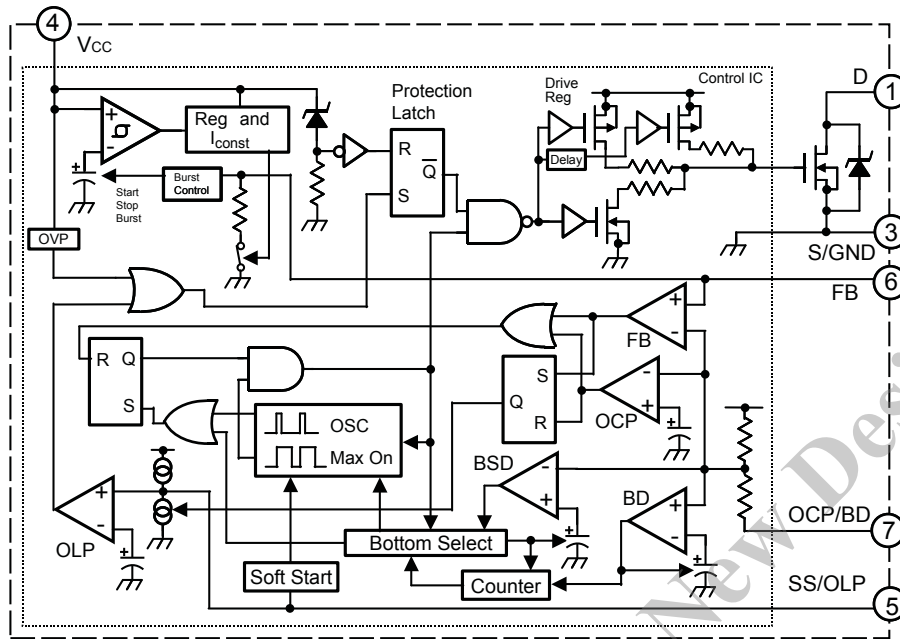 4
VCC
Control IC
D
1
Protection
Latch
Drive
Reg
+
-
Reg and
Iconst
R
Q
S
Delay
Burst
Control
Start
Stop
Burst
OVP
3
S/GND
6
FB
+
-
FB
R
Q
S
S
Q
R
-
+
OCP
OSC
Max On
BSD
-
+
BD
+
-
OCP/BD
7
+
-
OLP
Bottom Select
Soft Start
Counter
SS/OLP
5
+
+
+
+
+
New Desi